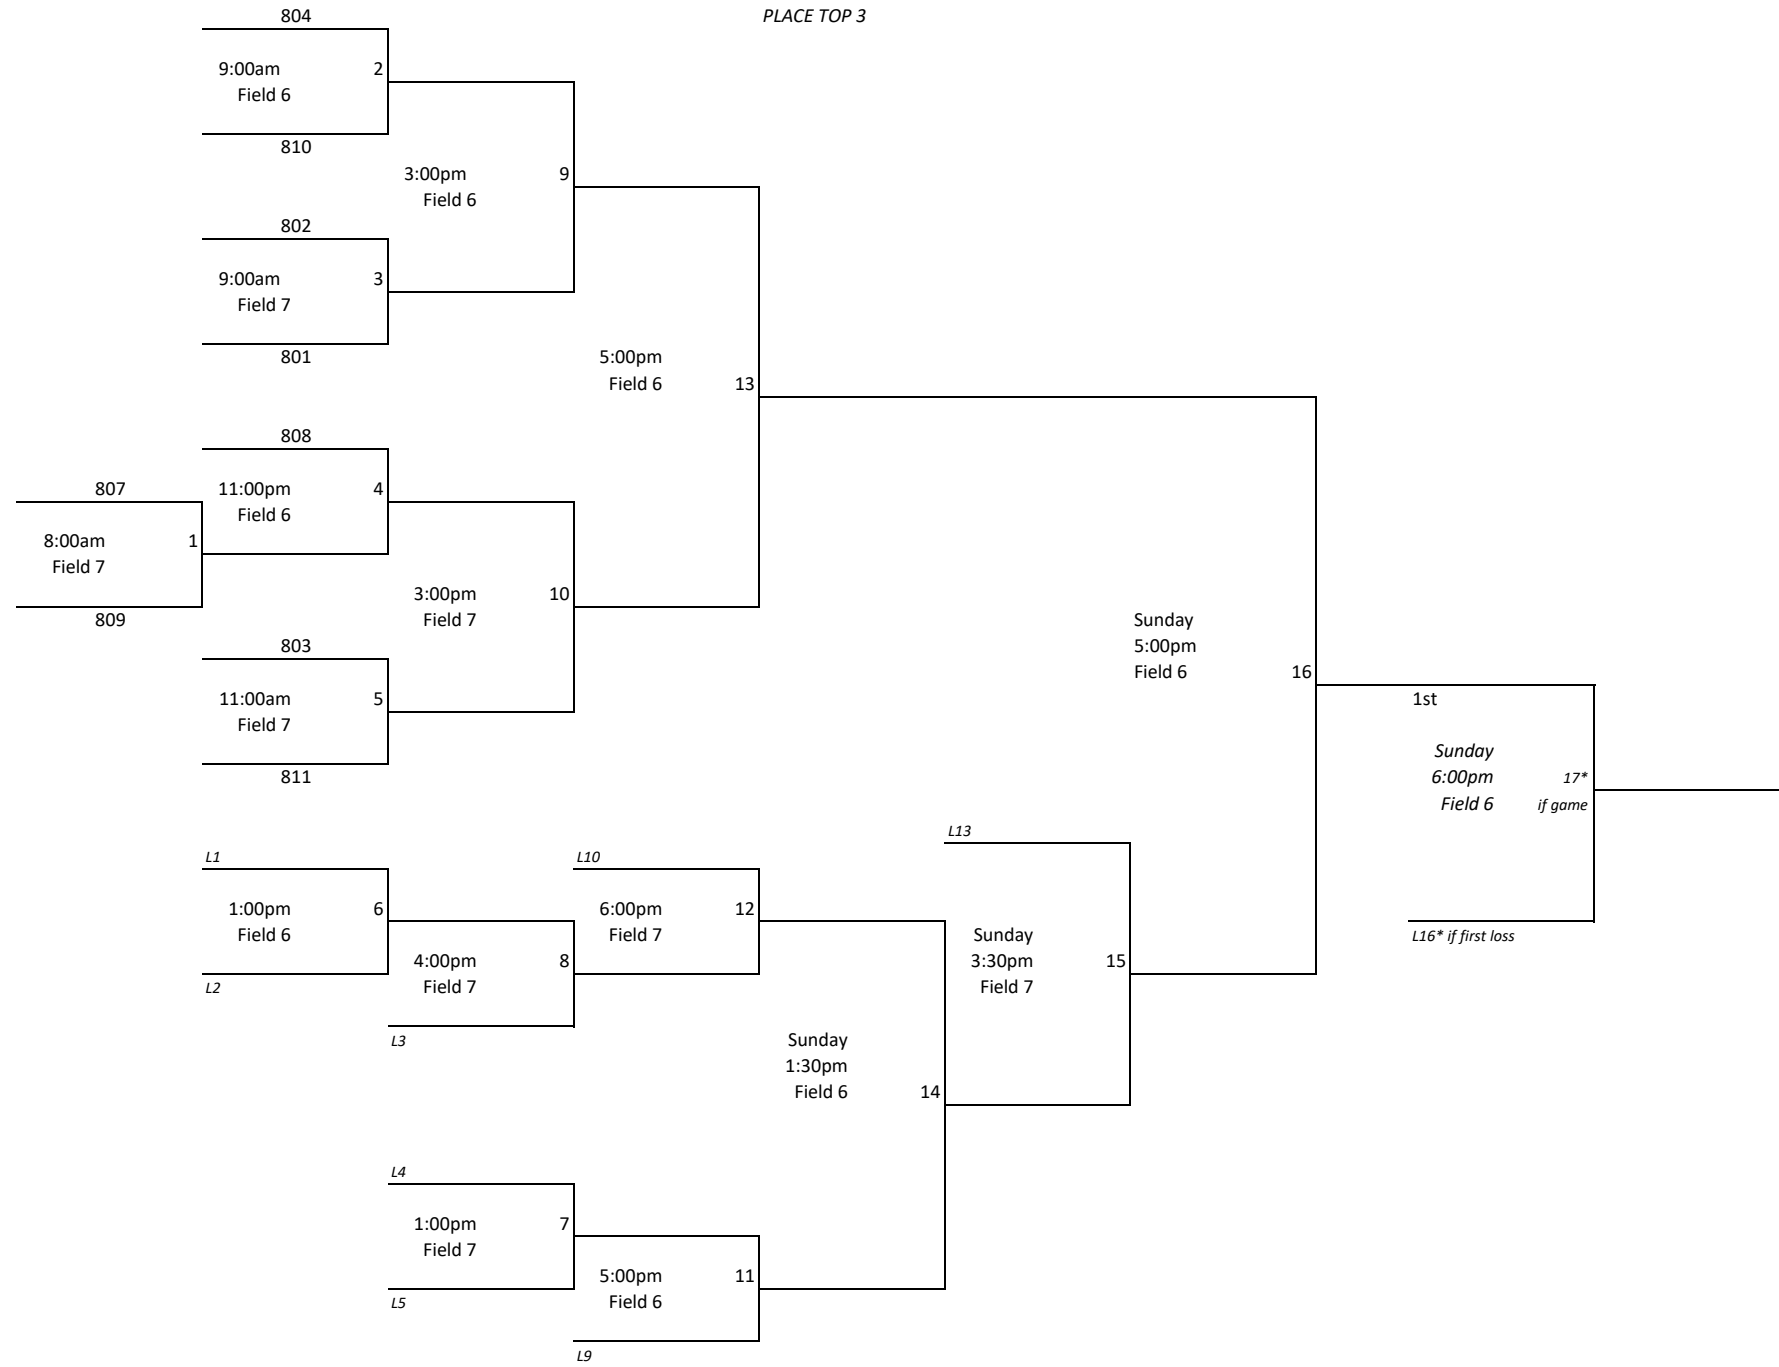 804
PLACE TOP 3
9:00am 2
Field 6
810
3:00pm 9
Field 6
802
9:00am 3
Field 7
801
5:00pm
Field 6 13
808
807
11:00pm 4
Field 6
8:00am 1
Field 7
809
3:00pm 10
Field 7
803
11:00am 5
Field 7
811
Sunday
5:00pm
Field 6 16
1st
Sunday
6:00pm 17*
Field 6 if game
L16* if first loss
L13
L1
1:00pm 6
Field 6
L2
L10
6:00pm 12
Field 7
4:00pm 8
Field 7
L3
Sunday
3:30pm 15
Field 7
Sunday
1:30pm
Field 6 14
L4
1:00pm 7
Field 7
L5
5:00pm 11
Field 6
L9